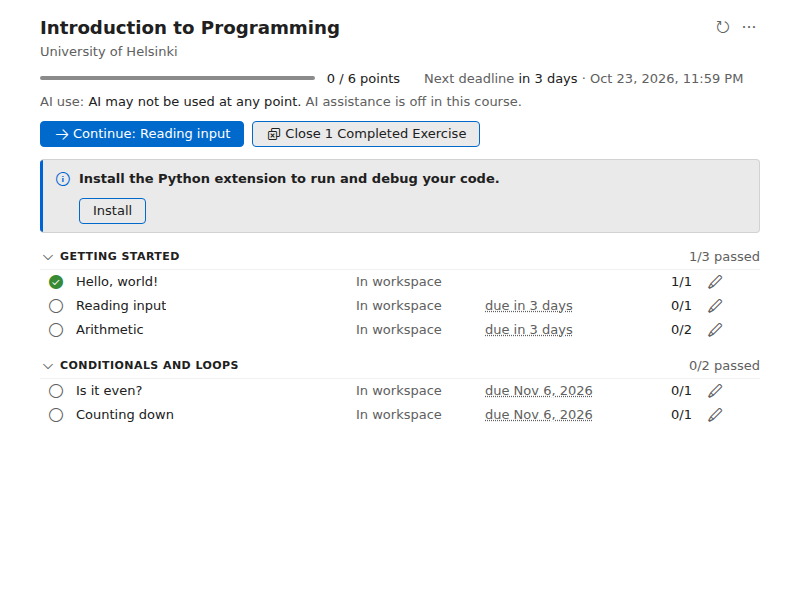 Introduction to Programming
University of Helsinki
0 / 6 points Next deadline in 3 days · Oct 23, 2026, 11:59 PM
AI use: AI may not be used at any point. AI assistance is off in this course.
Continue: Reading input Close 1 Completed Exercise
Install the Python extension to run and debug your code.
Install
GETTING STARTED 1/3 passed
Hello, world! In workspace 1/1
Reading input In workspace due in 3 days 0/1
Arithmetic In workspace due in 3 days 0/2
CONDITIONALS AND LOOPS 0/2 passed
Is it even? In workspace due Nov 6, 2026 0/1
Counting down In workspace due Nov 6, 2026 0/1